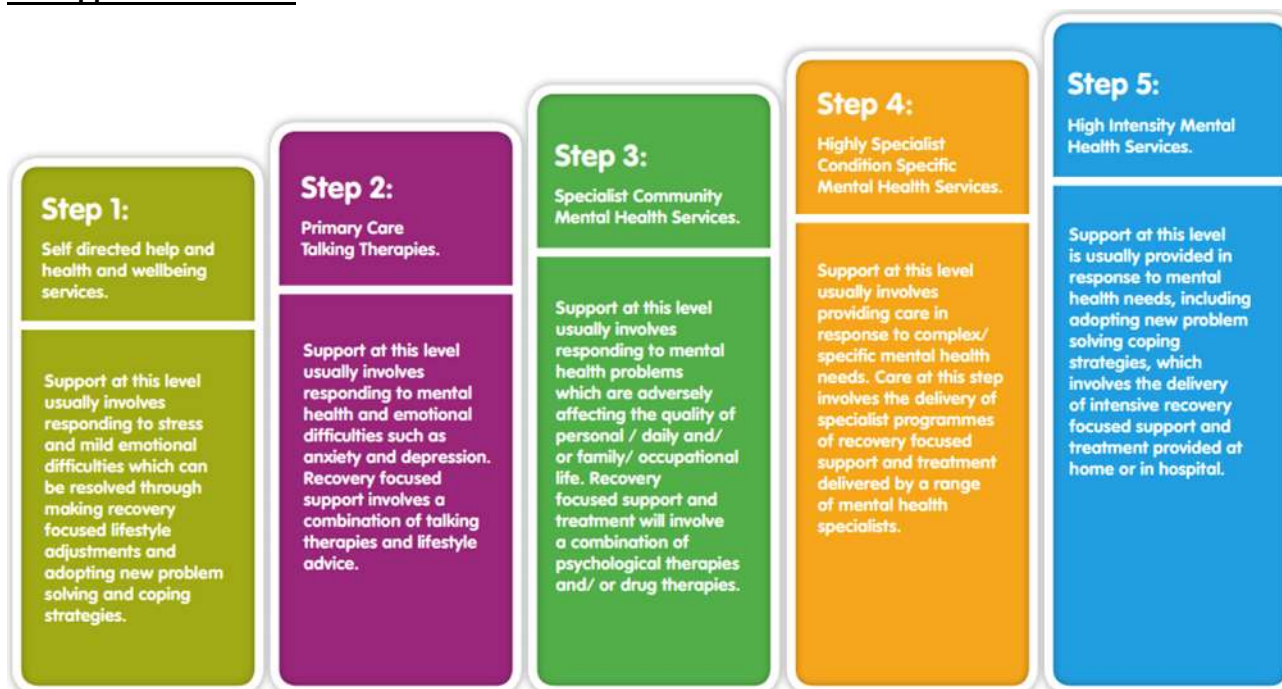 Step 1:
Self directed help and
health and wellbeing
services.
Support at this level
usually involves
responding to stress
and mild emotional
difficulties which can
be resolved through
making recovery
focused lifestyle
adjustments and
adopting new problem
solving and coping
strategies.
Step 2:
Primary Care
Talking Therapies.
Support at this level
usually involves
responding to mental
health and emotional
difficulties such as
anxiety and depression.
Recovery focused
support involves a
combination of talking
therapies and lifestyle
advice.
Step 3:
Specialist Community
Mental Health Services.
Support at this level
usually involves
responding to mental
health problems
which are adversely
affecting the quality of
personal / daily and/
or family/ occupational
life. Recovery
focused support and
treatment will involve
a combination of
psychological therapies
and/ or drug therapies.
Step 4:
Highly Specialist
Condition Specific
Mental Health Services.
Support at this level
usually involves
providing care in
response to complex/
specific mental health
needs. Care at this step
involves the delivery of
specialist programmes
of recovery focused
support and treatment
delivered by a range
of mental health
specialists.
Step 5:
High Intensity Mental
Health Services.
Support at this level
is usually provided in
response to mental
health needs, including
adopting new problem
solving coping
strategies, which
involves the delivery
of intensive recovery
focused support and
treatment provided at
home or in hospital.